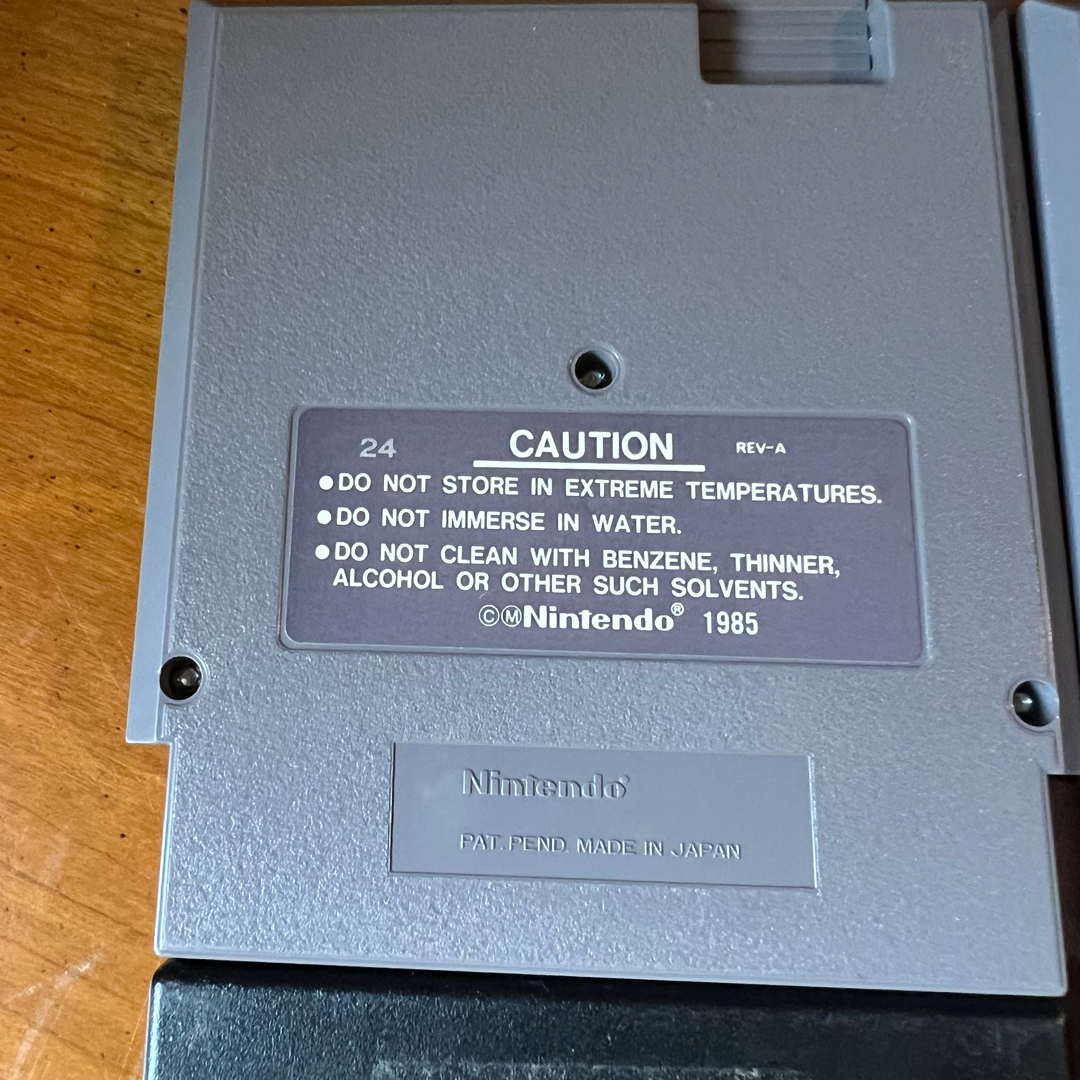 24 CAUTION REV-A
●DO NOT STORE IN EXTREME TEMPERATURES.
●DO NOT IMMERSE IN WATER.
●DO NOT CLEAN WITH BENZENE, THINNER,
ALCOHOL OR OTHER SUCH SOLVENTS.
©ⓂNintendo® 1985
Nintendo®
PAT. PEND. MADE IN JAPAN